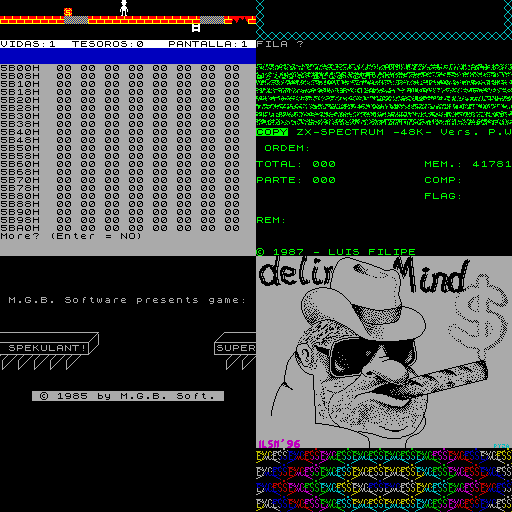 VIDAS:1 TESOROS:0 PANTALLA:1
5B00H 00 00 00 00 00 00 00 00
5B08H 00 00 00 00 00 00 00 00
5B10H 00 00 00 00 00 00 00 00
5B18H 00 00 00 00 00 00 00 00
5B20H 00 00 00 00 00 00 00 00
5B28H 00 00 00 00 00 00 00 00
5B30H 00 00 00 00 00 00 00 00
5B38H 00 00 00 00 00 00 00 00
5B40H 00 00 00 00 00 00 00 00
5B48H 00 00 00 00 00 00 00 00
5B50H 00 00 00 00 00 00 00 00
5B58H 00 00 00 00 00 00 00 00
5B60H 00 00 00 00 00 00 00 00
5B68H 00 00 00 00 00 00 00 00
5B70H 00 00 00 00 00 00 00 00
5B78H 00 00 00 00 00 00 00 00
5B80H 00 00 00 00 00 00 00 00
5B88H 00 00 00 00 00 00 00 00
5B90H 00 00 00 00 00 00 00 00
5B98H 00 00 00 00 00 00 00 00
5BA0H 00 00 00 00 00 00 00 00
More? (Enter = NO)
FILA ?
COPY ZX-SPECTRUM -48K- Vers. P.W
ORDEM:
TOTAL: 000 MEM.: 41781
PARTE: 000 COMP:
FLAG:
REM:
© 1987 - LUIS FILIPE
M.G.B. Software presents game:
SPEKULANT! SUPER
© 1985 by M.G.B. Soft.
Mind
$
'96